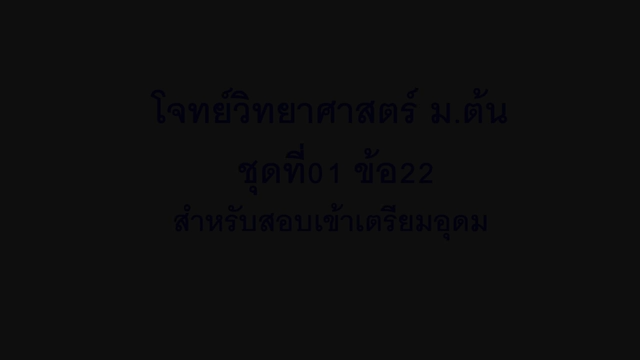 โจทย์วิทยาศาสตร์ ม.ต้น
ชุดที่01 ข้อ22
สำหรับสอบเข้าเตรียมอุดม